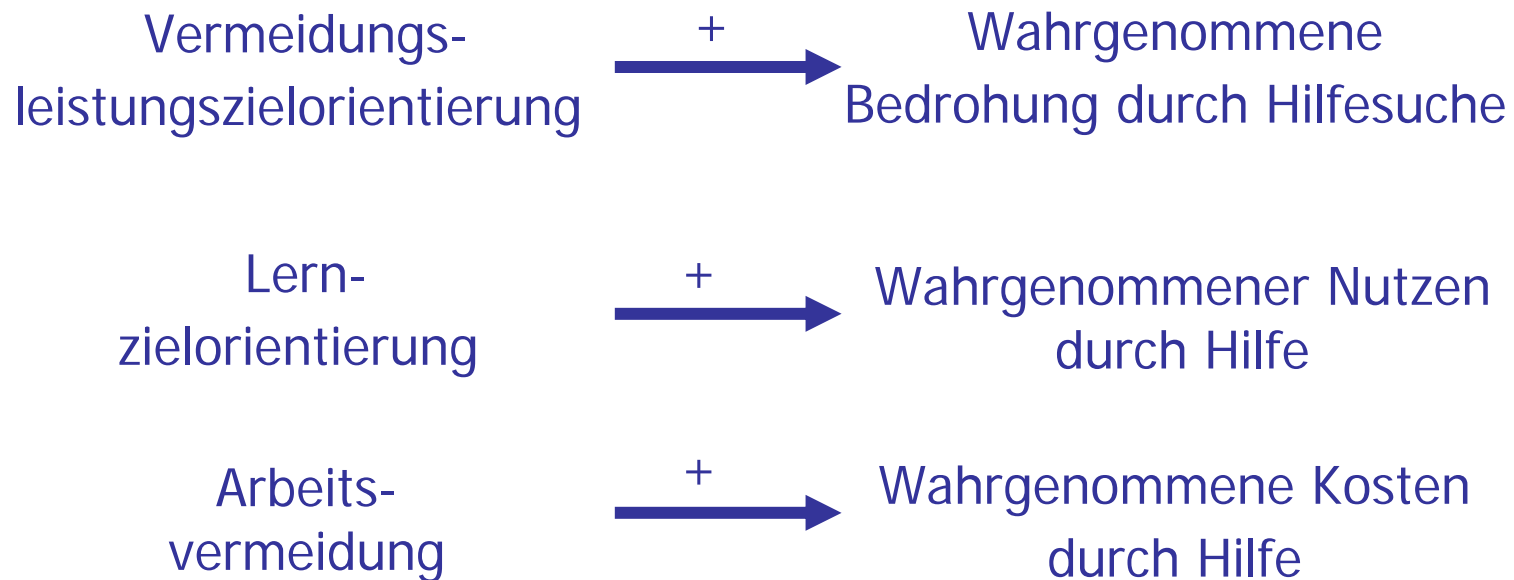 Vermeidungs-
leistungszielorientierung
+
Wahrgenommene
Bedrohung durch Hilfesuche
Lern-
zielorientierung
+
Wahrgenommener Nutzen
durch Hilfe
Arbeits-
vermeidung
+
Wahrgenommene Kosten
durch Hilfe